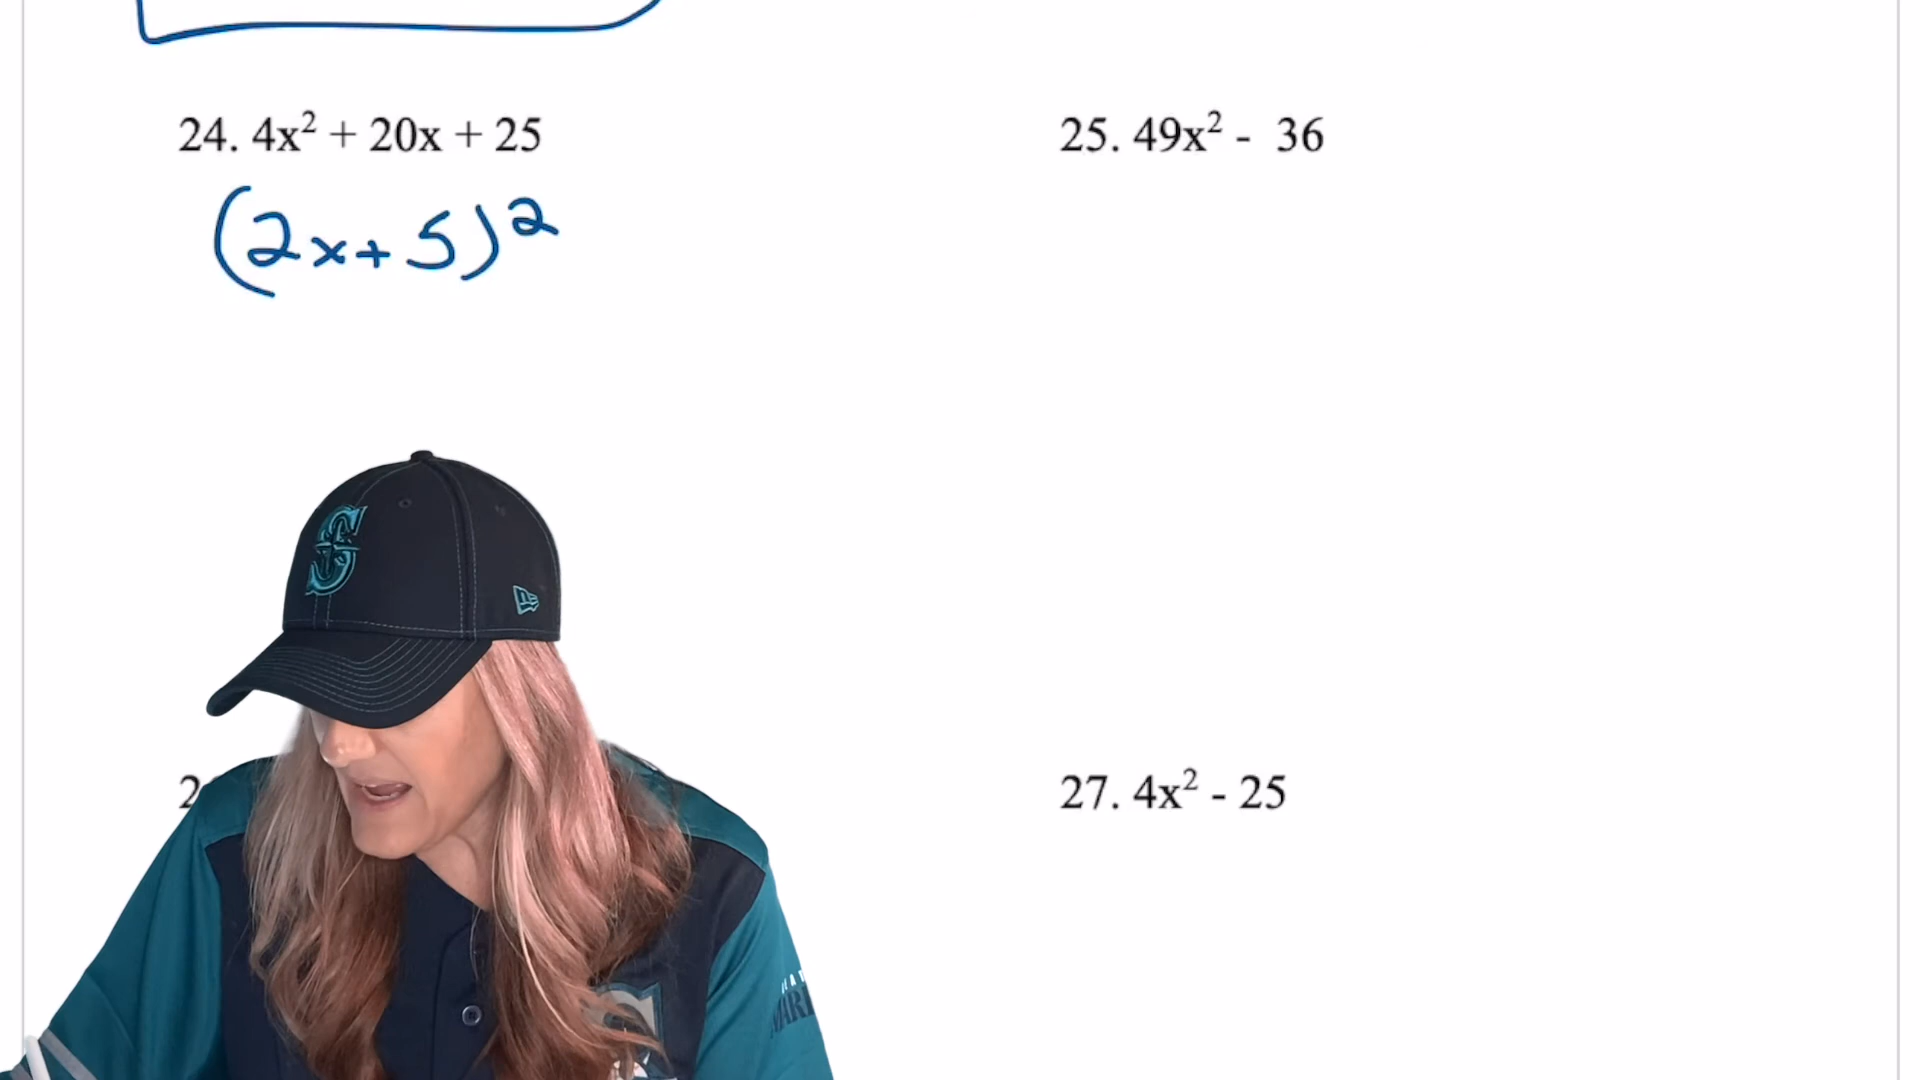 24. 4x² + 20x + 25
(2x+5)²
25. 49x² - 36
27. 4x² - 25
S